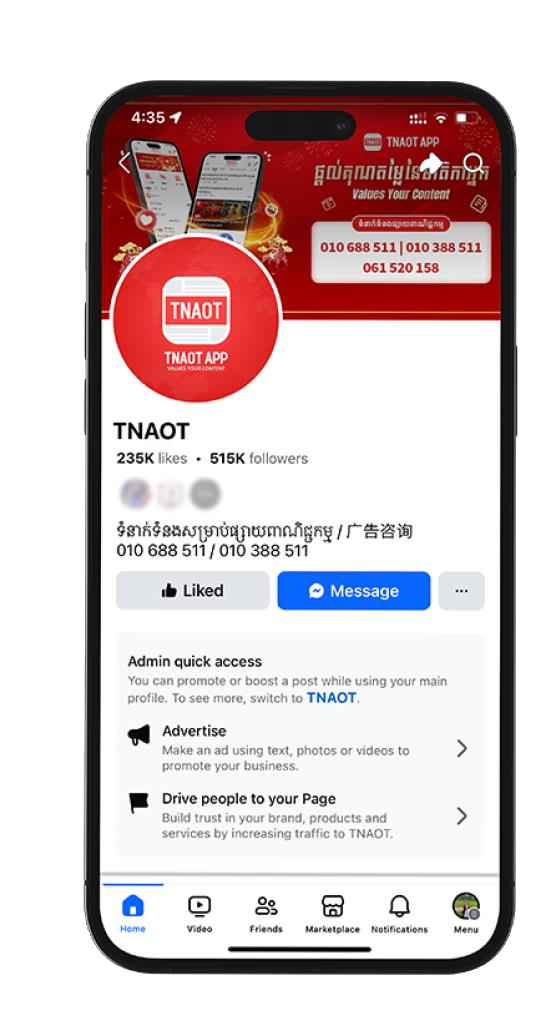 4:35
TNAOT
TNAOT APP
ផ្តល់គុណតម្លៃនៃមាតិកាអ្នក
Values Your Content
ទំនាក់ទំនងផ្សាយពាណិជ្ជកម្ម
010 688 511 | 010 388 511
061 520 158
TNAOT
TNAOT APP
VALUES YOUR CONTENT
TNAOT
235K likes • 515K followers
ទំនាក់ទំនងសម្រាប់ផ្សាយពាណិជ្ជកម្ម / 广告咨询
010 688 511 / 010 388 511
Liked
Message
Admin quick access
You can promote or boost a post while using your main
profile. To see more, switch to TNAOT.
Advertise
Make an ad using text, photos or videos to
promote your business.
Drive people to your Page
Build trust in your brand, products and
services by increasing traffic to TNAOT.
Home
Video
Friends
Marketplace
Notifications
Menu